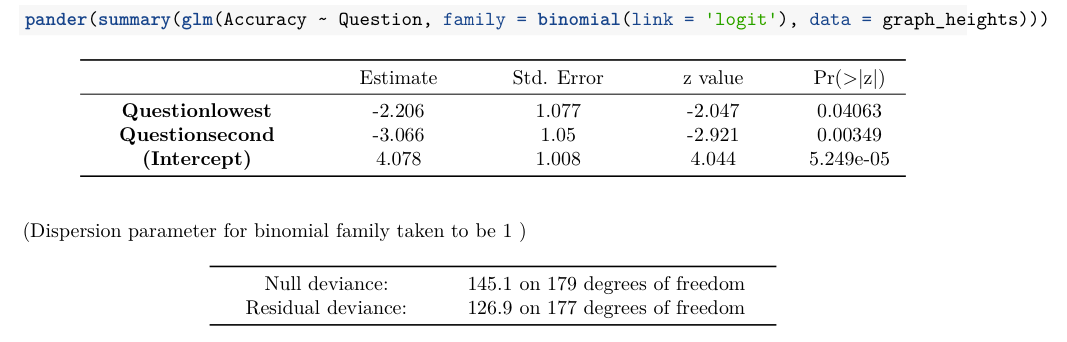 pander(summary(glm(Accuracy ~ Question, family = binomial(link = 'logit'), data = graph_heights)))
Estimate Std. Error z value Pr(>|z|)
Questionlowest -2.206 1.077 -2.047 0.04063
Questionsecond -3.066 1.05 -2.921 0.00349
(Intercept) 4.078 1.008 4.044 5.249e-05
(Dispersion parameter for binomial family taken to be 1 )
Null deviance: 145.1 on 179 degrees of freedom
Residual deviance: 126.9 on 177 degrees of freedom